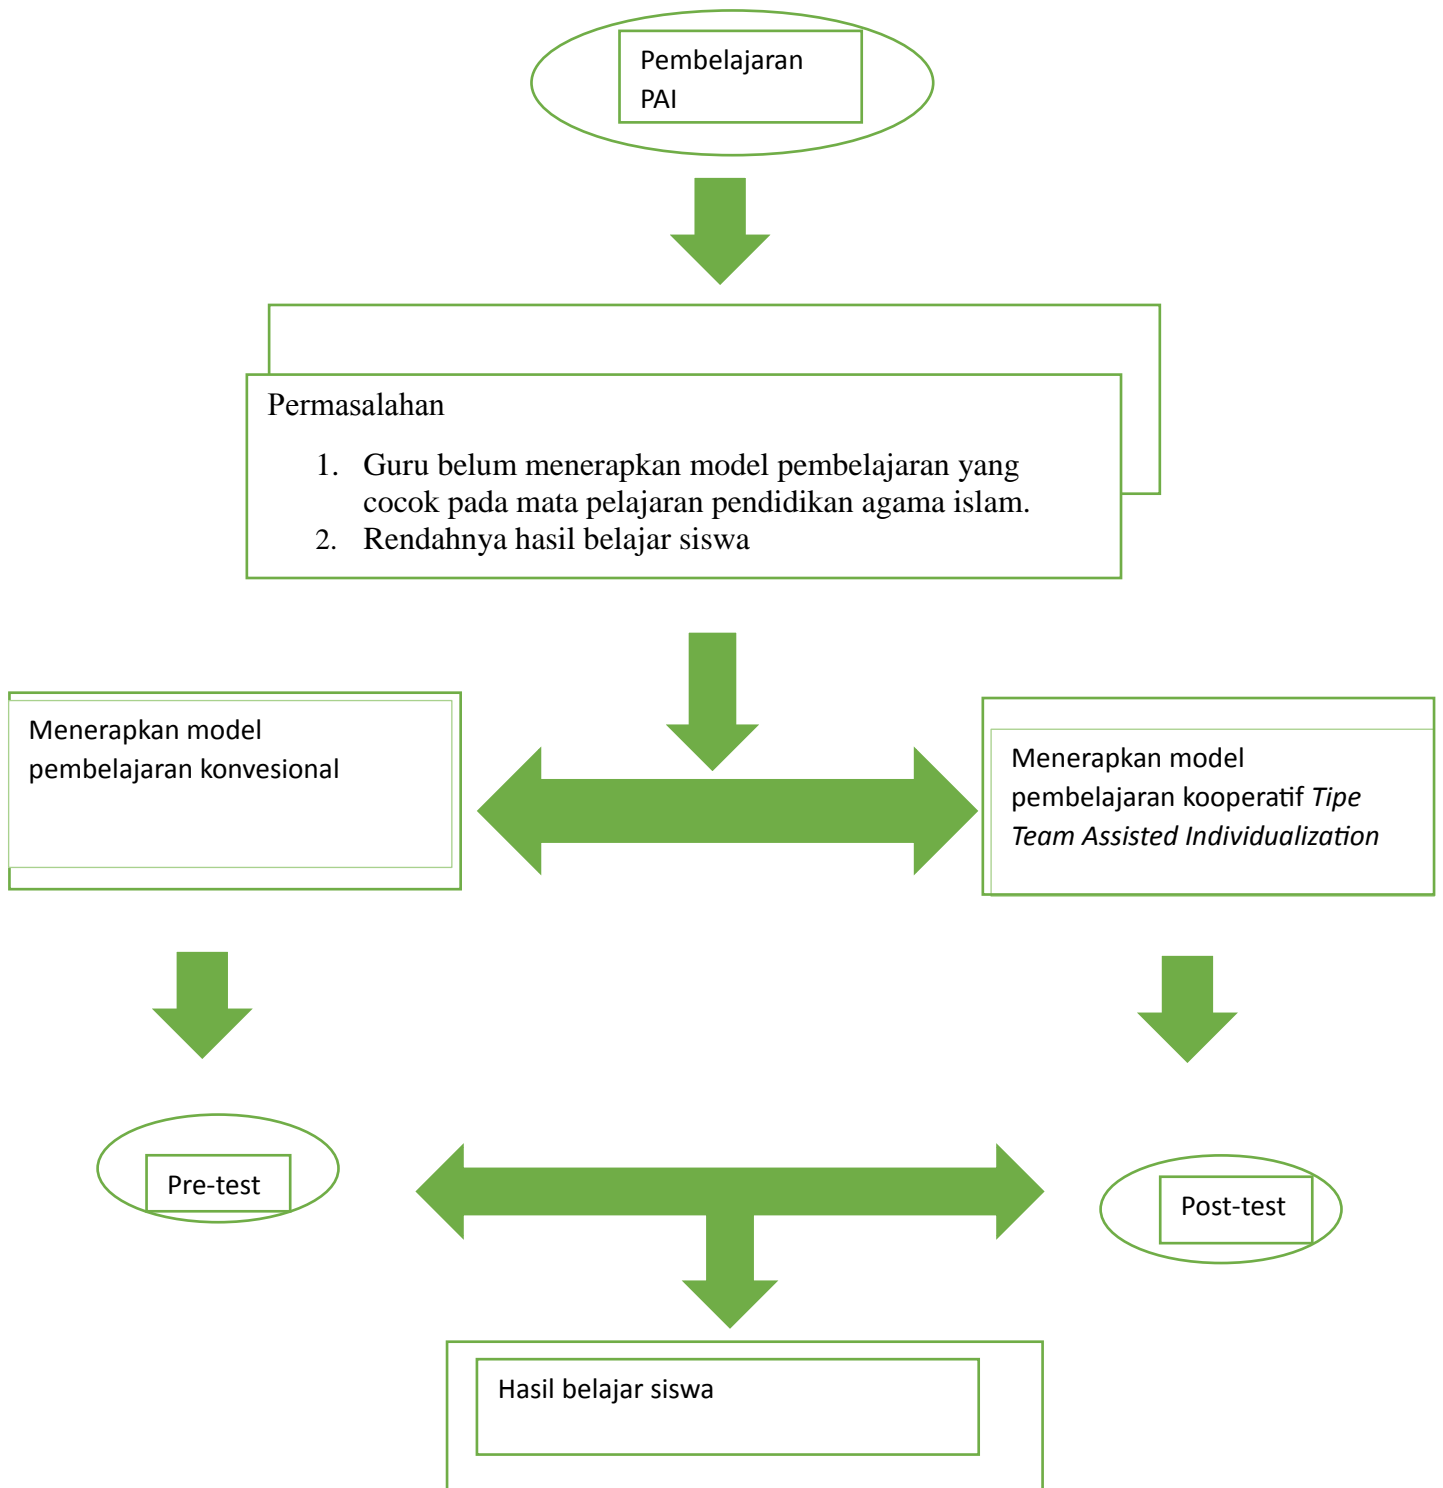 Pembelajaran
PAI
Permasalahan
1. Guru belum menerapkan model pembelajaran yang
cocok pada mata pelajaran pendidikan agama islam.
2. Rendahnya hasil belajar siswa
Menerapkan model
pembelajaran konvesional
Menerapkan model
pembelajaran kooperatif Tipe
Team Assisted Individualization
Pre-test
Post-test
Hasil belajar siswa